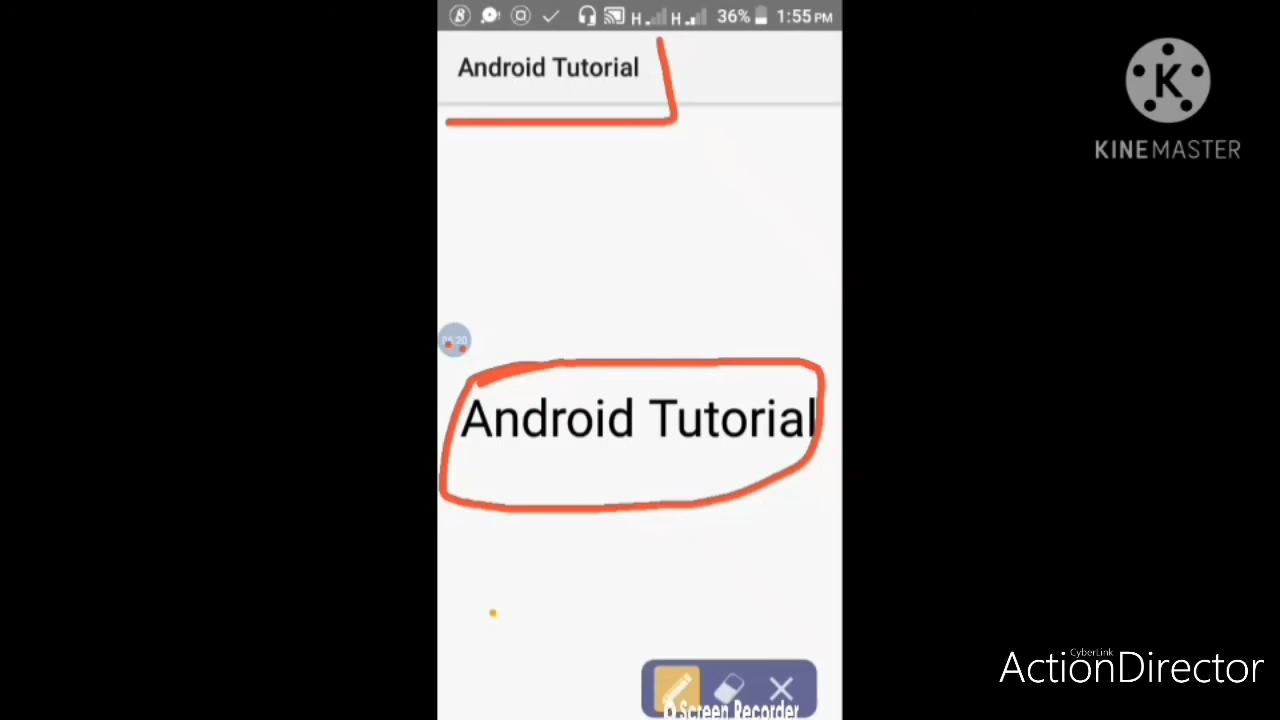 H H 36% 1:55 PM
Android Tutorial
K
KINEMASTER
Android Tutorial
CyberLink
ActionDirector
Screen Recorder